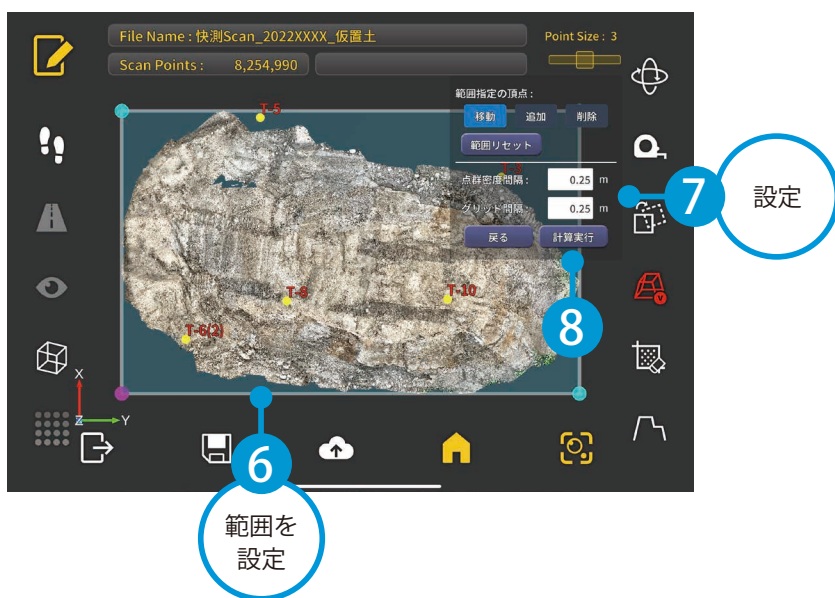 File Name : 快測Scan_2022XXXX_仮置土
Point Size : 3
Scan Points : 8,254,990
範囲指定の頂点 :
移動 追加 削除
範囲リセット
点群密度間隔 : 0.25 m
グリッド間隔 : 0.25 m
戻る 計算実行
7
設定
8
T-5
T-8
T-10
T-6(2)
V
X
Z
Y
6
範囲を
設定